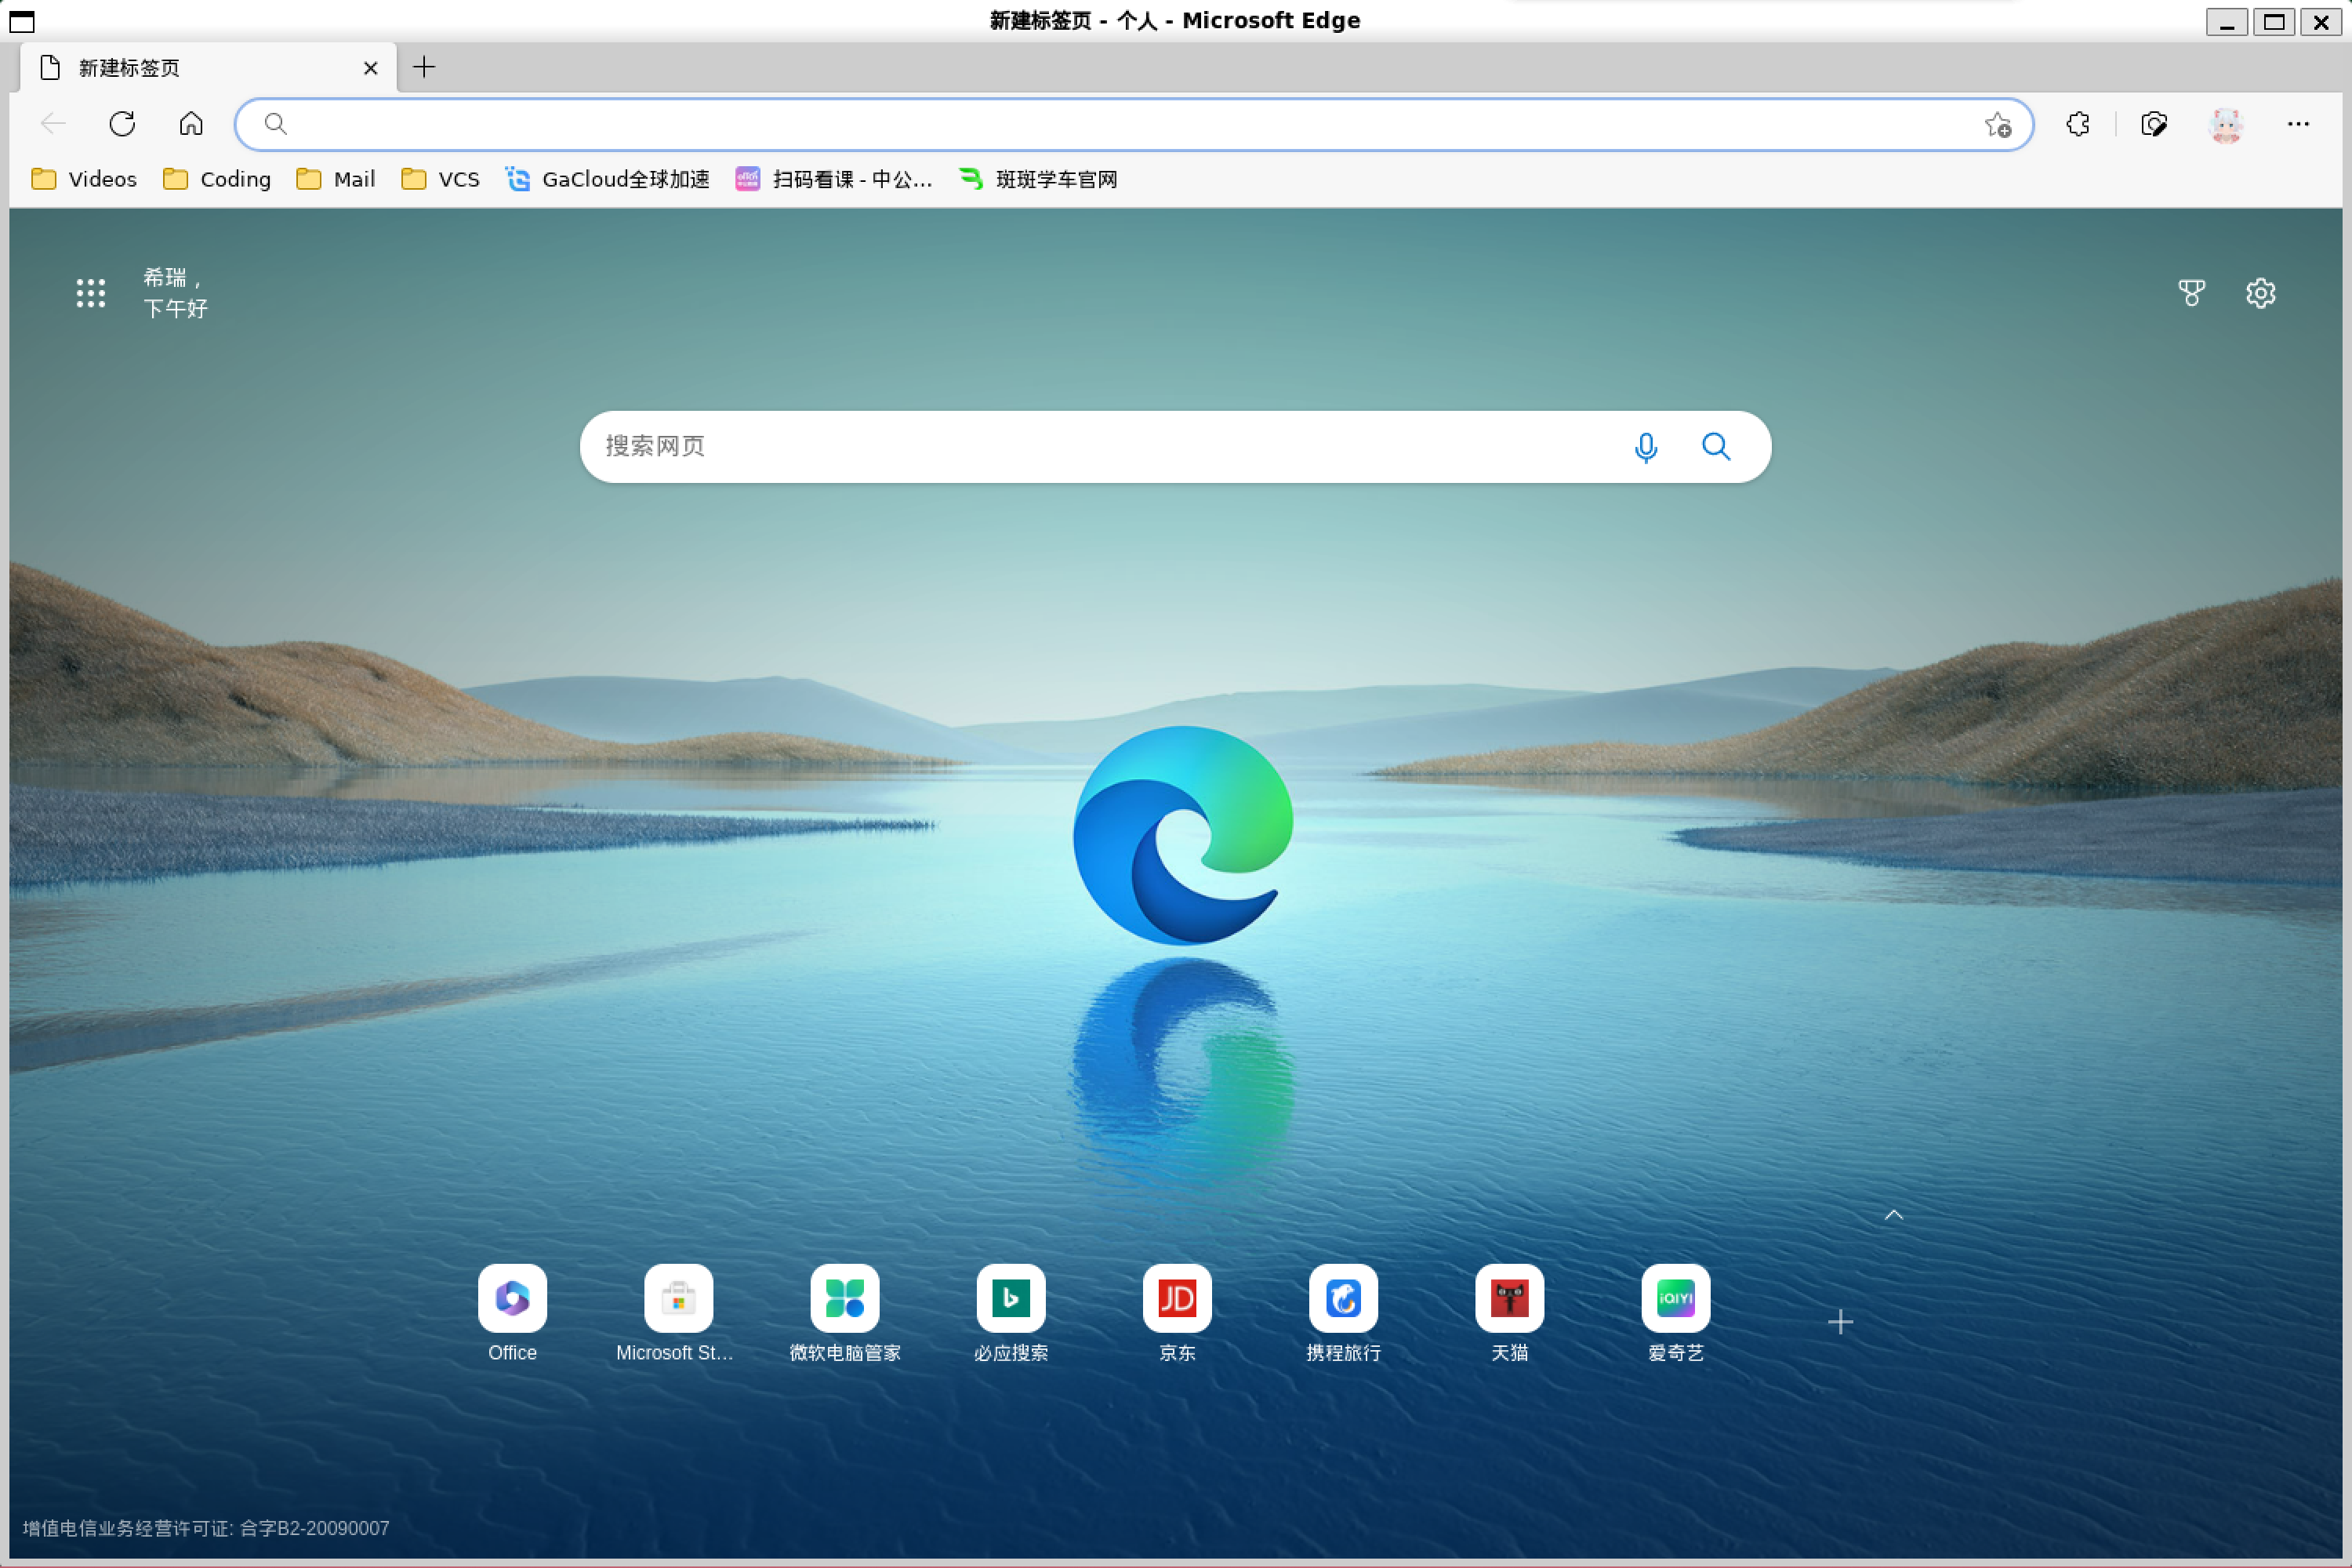 新建标签页 - 个人 - Microsoft Edge
新建标签页
Videos
Coding
Mail
VCS
GaCloud全球加速
扫码看课 - 中公...
斑斑学车官网
希瑞，
下午好
搜索网页
Office
Microsoft St...
微软电脑管家
必应搜索
JD
京东
携程旅行
天猫
iQIYI
爱奇艺
增值电信业务经营许可证: 合字B2-20090007